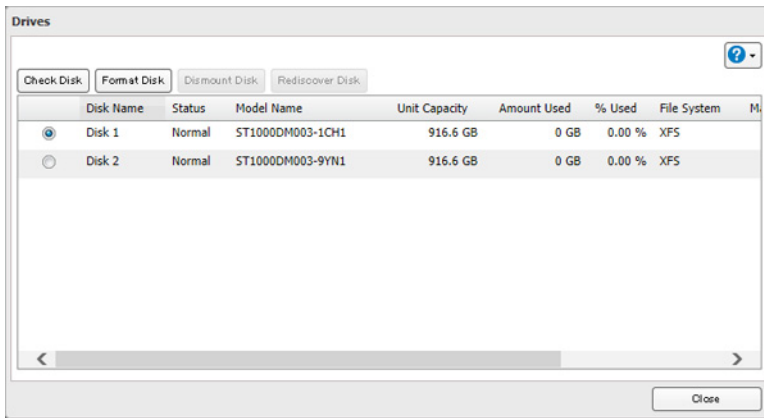 Drives
?
Check Disk Format Disk Dismount Disk Rediscover Disk
Disk Name Status Model Name Unit Capacity Amount Used % Used File System
Disk 1 Normal ST1000DM003-1CH1 916.6 GB 0 GB 0.00 % XFS
Disk 2 Normal ST1000DM003-9YN1 916.6 GB 0 GB 0.00 % XFS
Close